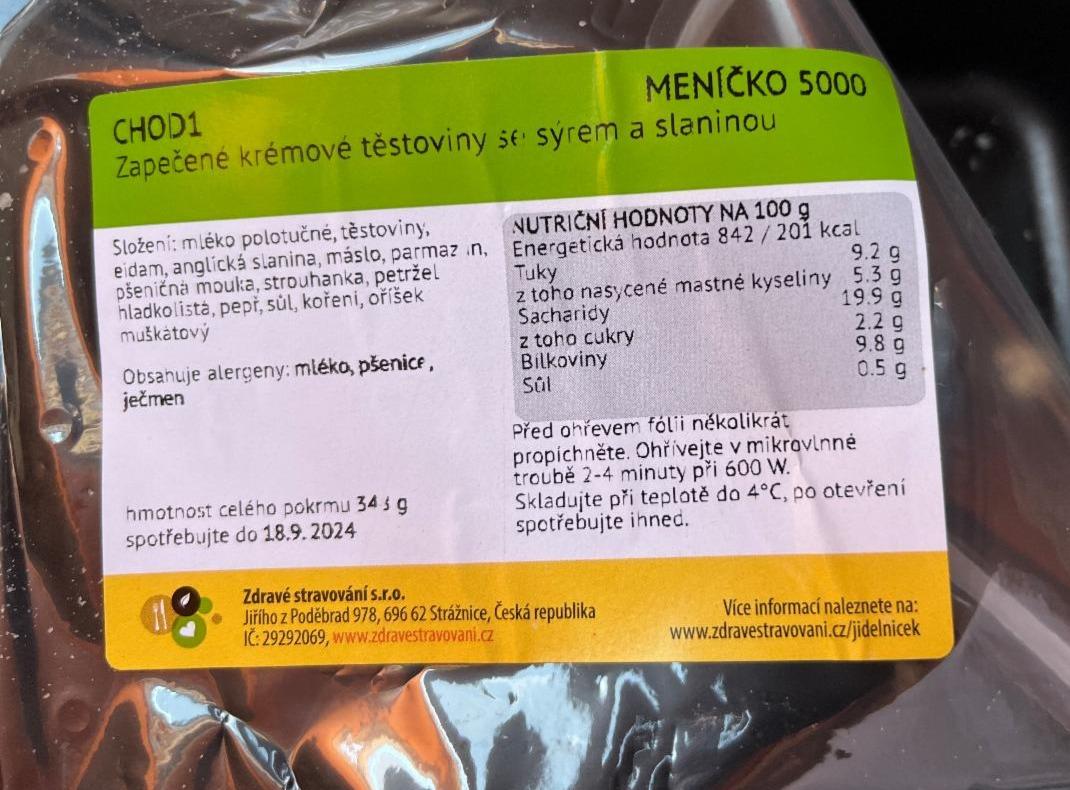 MENÍČKO 5000
CHOD1
Zapečené krémové těstoviny se sýrem a slaninou
Složení: mléko polotučné, těstoviny,
eidam, anglická slanina, máslo, parmazán,
pšeničná mouka, strouhanka, petržel
hladkolistá, pepř, sůl, koření, oříšek
muškátový
Obsahuje alergeny: mléko, pšenice,
ječmen
hmotnost celého pokrmu g
spotřebujte do 18.9.2024
NUTRIČNÍ HODNOTY NA 100 g
Energetická hodnota 842 / 201 kcal
Tuky 9.2 g
z toho nasycené mastné kyseliny 5.3 g
Sacharidy 19.9 g
z toho cukry 2.2 g
Bílkoviny 9.8 g
Sůl 0.5 g
Před ohřevem fólii několikrát
propíchněte. Ohřívejte v mikrovlnné
troubě 2-4 minuty při 600 W.
Skladujte při teplotě do 4°C, po otevření
spotřebujte ihned.
Zdravé stravování s.r.o.
Jiřího z Poděbrad 978, 696 62 Strážnice, Česká republika
IČ: 29292069, www.zdravestravovani.cz
Více informací naleznete na:
www.zdravestravovani.cz/jidelnicek